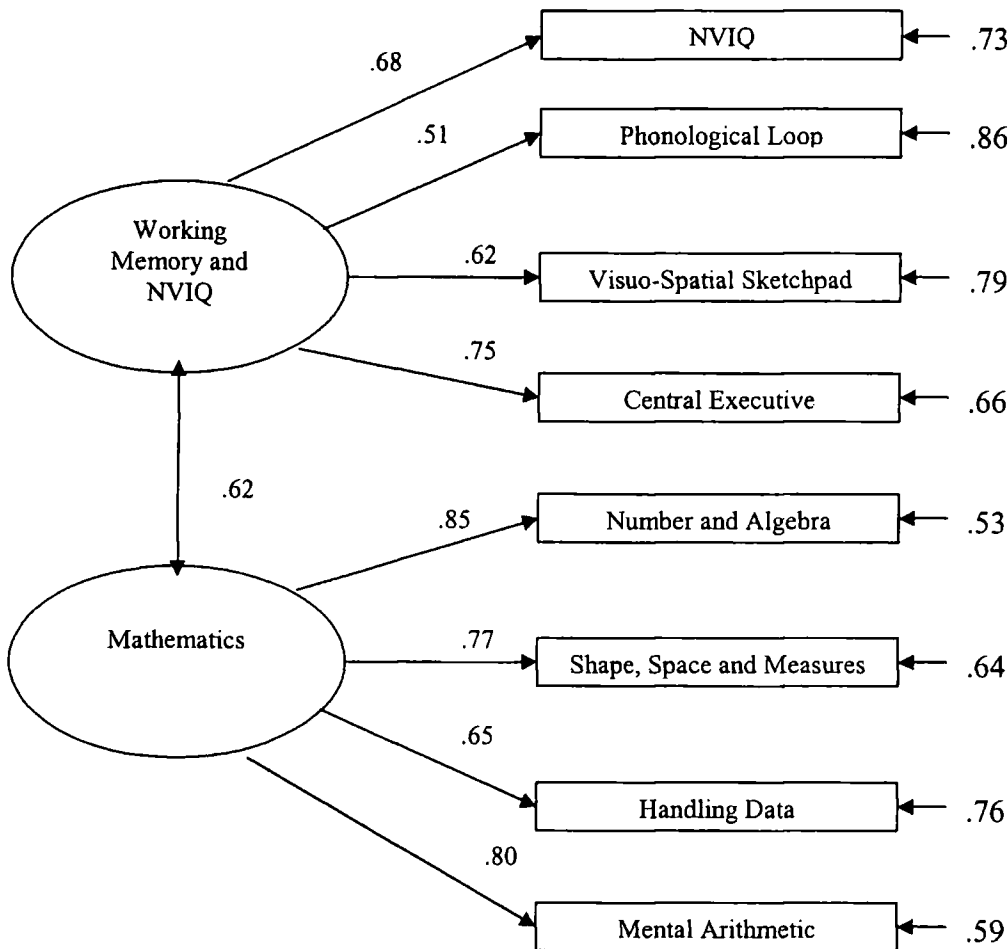 NVIQ
.73
.68
.51
Phonological Loop
.86
Working
Memory and
NVIQ
.62
Visuo-Spatial Sketchpad
.79
.75
Central Executive
.66
.62
.85
Number and Algebra
.53
Mathematics
.77
Shape, Space and Measures
.64
.65
Handling Data
.76
.80
Mental Arithmetic
.59